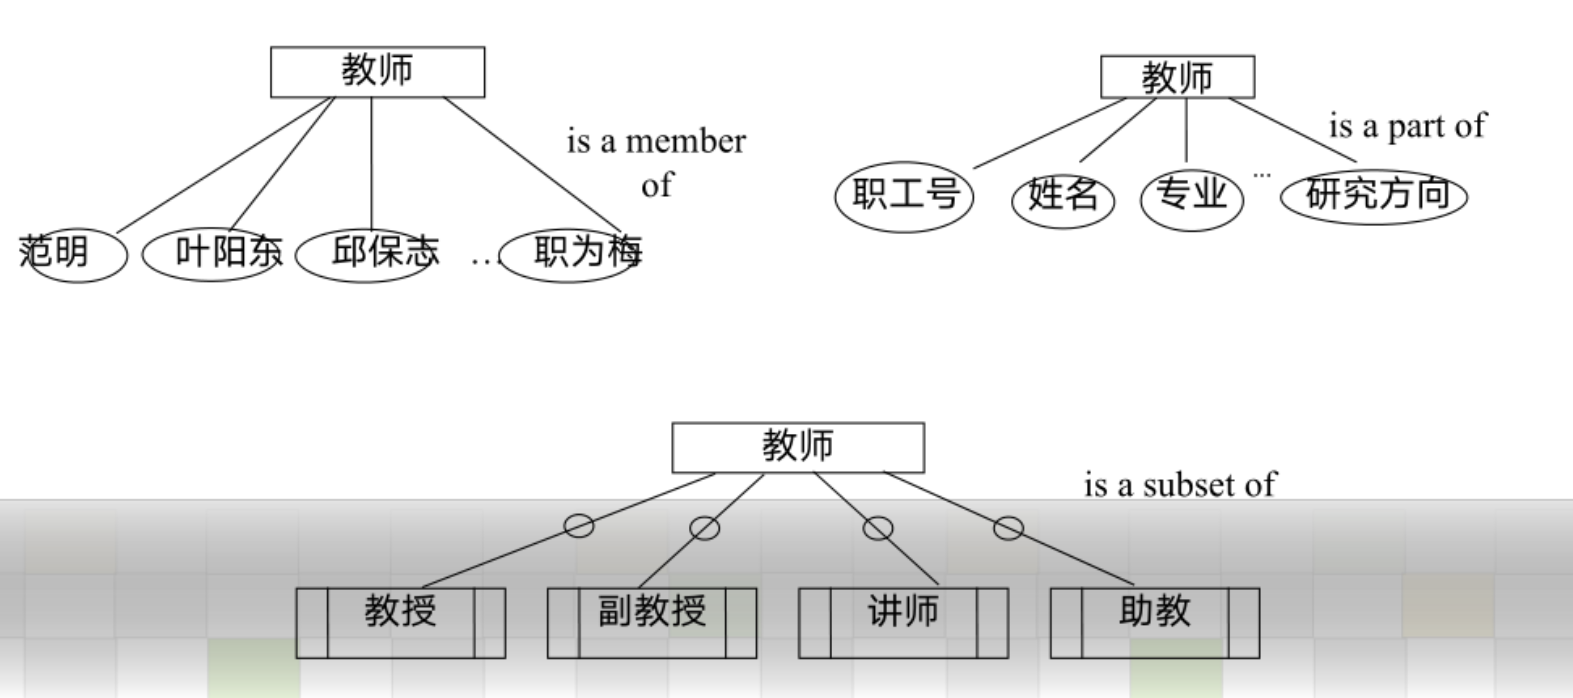 教师
is a member
of
范明 叶阳东 邱保志 … 职为梅
教师
is a part of
职工号 姓名 专业 … 研究方向
教师
is a subset of
教授 副教授 讲师 助教